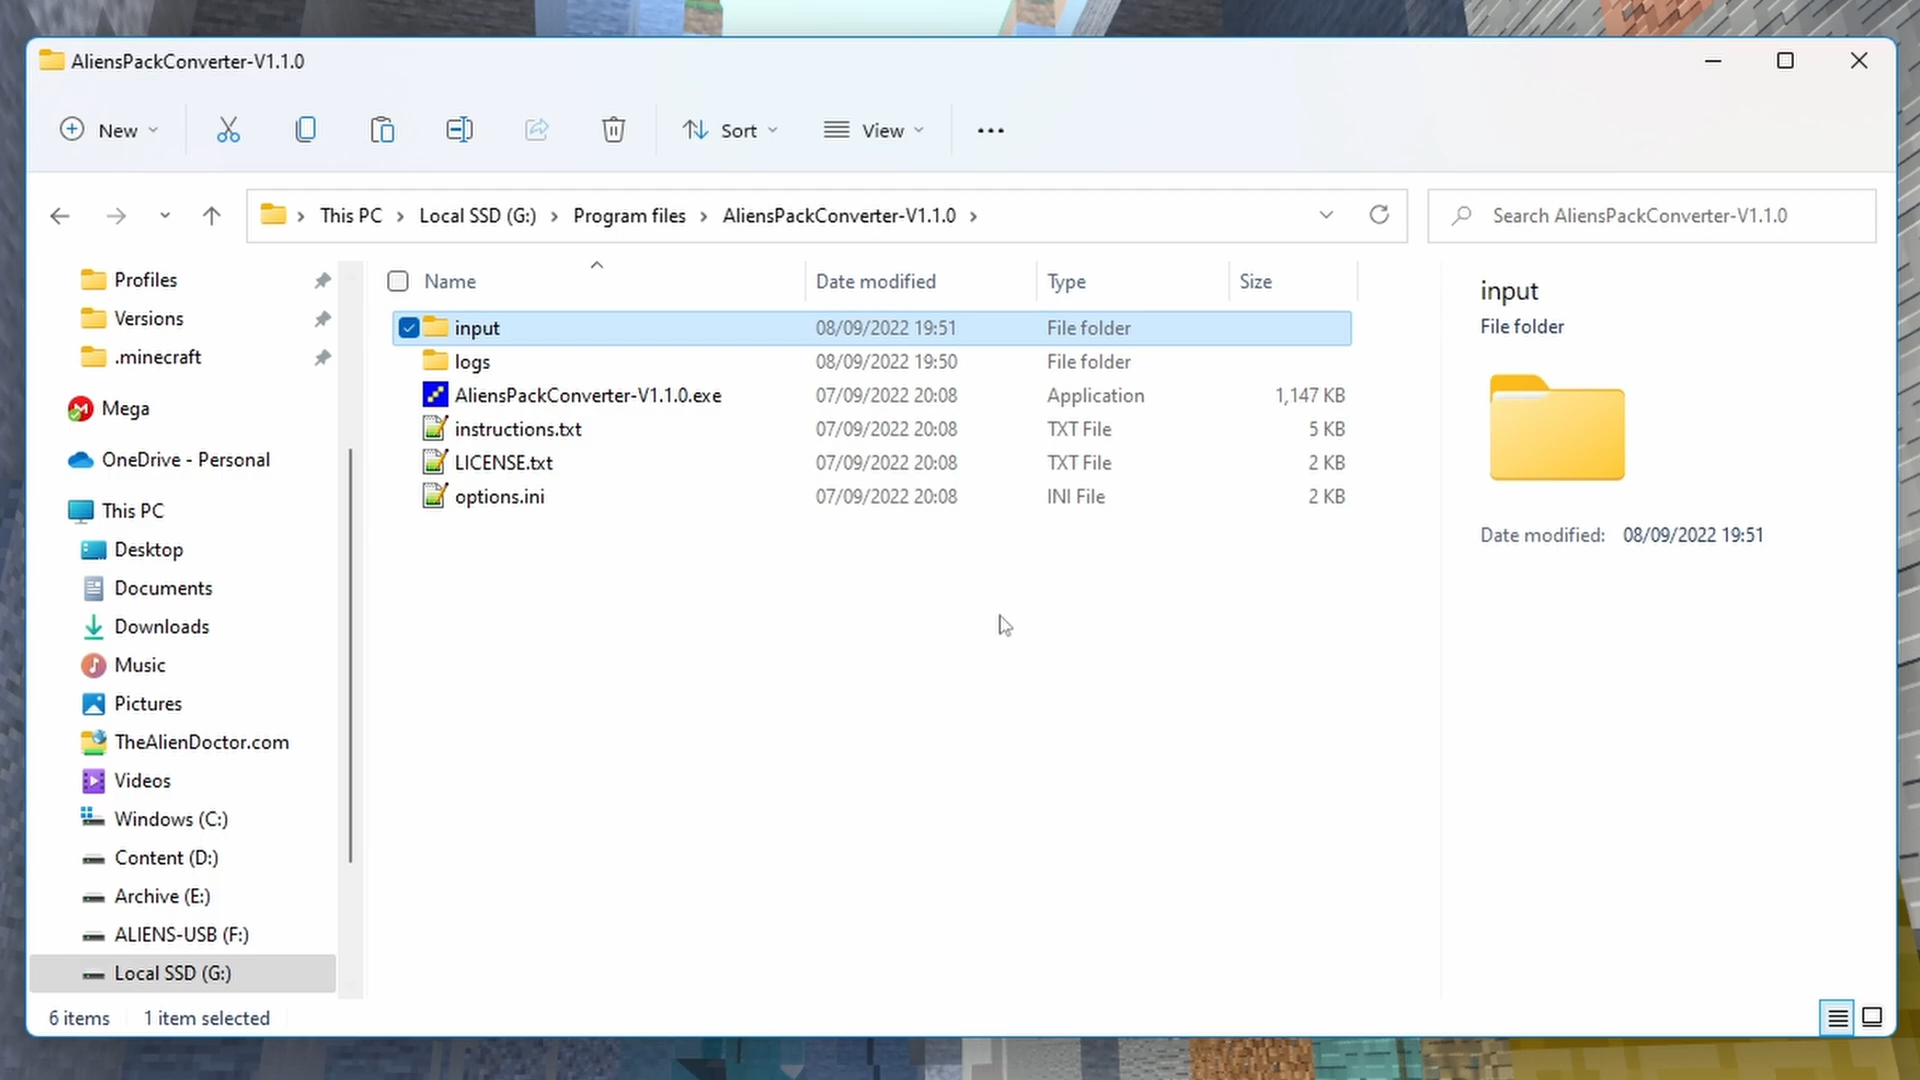 AliensPackConverter-V1.1.0
New
Sort
View
This PC
Local SSD (G:)
Program files
AliensPackConverter-V1.1.0
Search AliensPackConverter-V1.1.0
Profiles
Versions
.minecraft
Mega
OneDrive - Personal
This PC
Desktop
Documents
Downloads
Music
Pictures
TheAlienDoctor.com
Videos
Windows (C:)
Content (D:)
Archive (E:)
ALIENS-USB (F:)
Local SSD (G:)
Name Date modified Type Size
input 08/09/2022 19:51 File folder
logs 08/09/2022 19:50 File folder
AliensPackConverter-V1.1.0.exe 07/09/2022 20:08 Application 1,147 KB
instructions.txt 07/09/2022 20:08 TXT File 5 KB
LICENSE.txt 07/09/2022 20:08 TXT File 2 KB
options.ini 07/09/2022 20:08 INI File 2 KB
input
File folder
Date modified: 08/09/2022 19:51
6 items 1 item selected